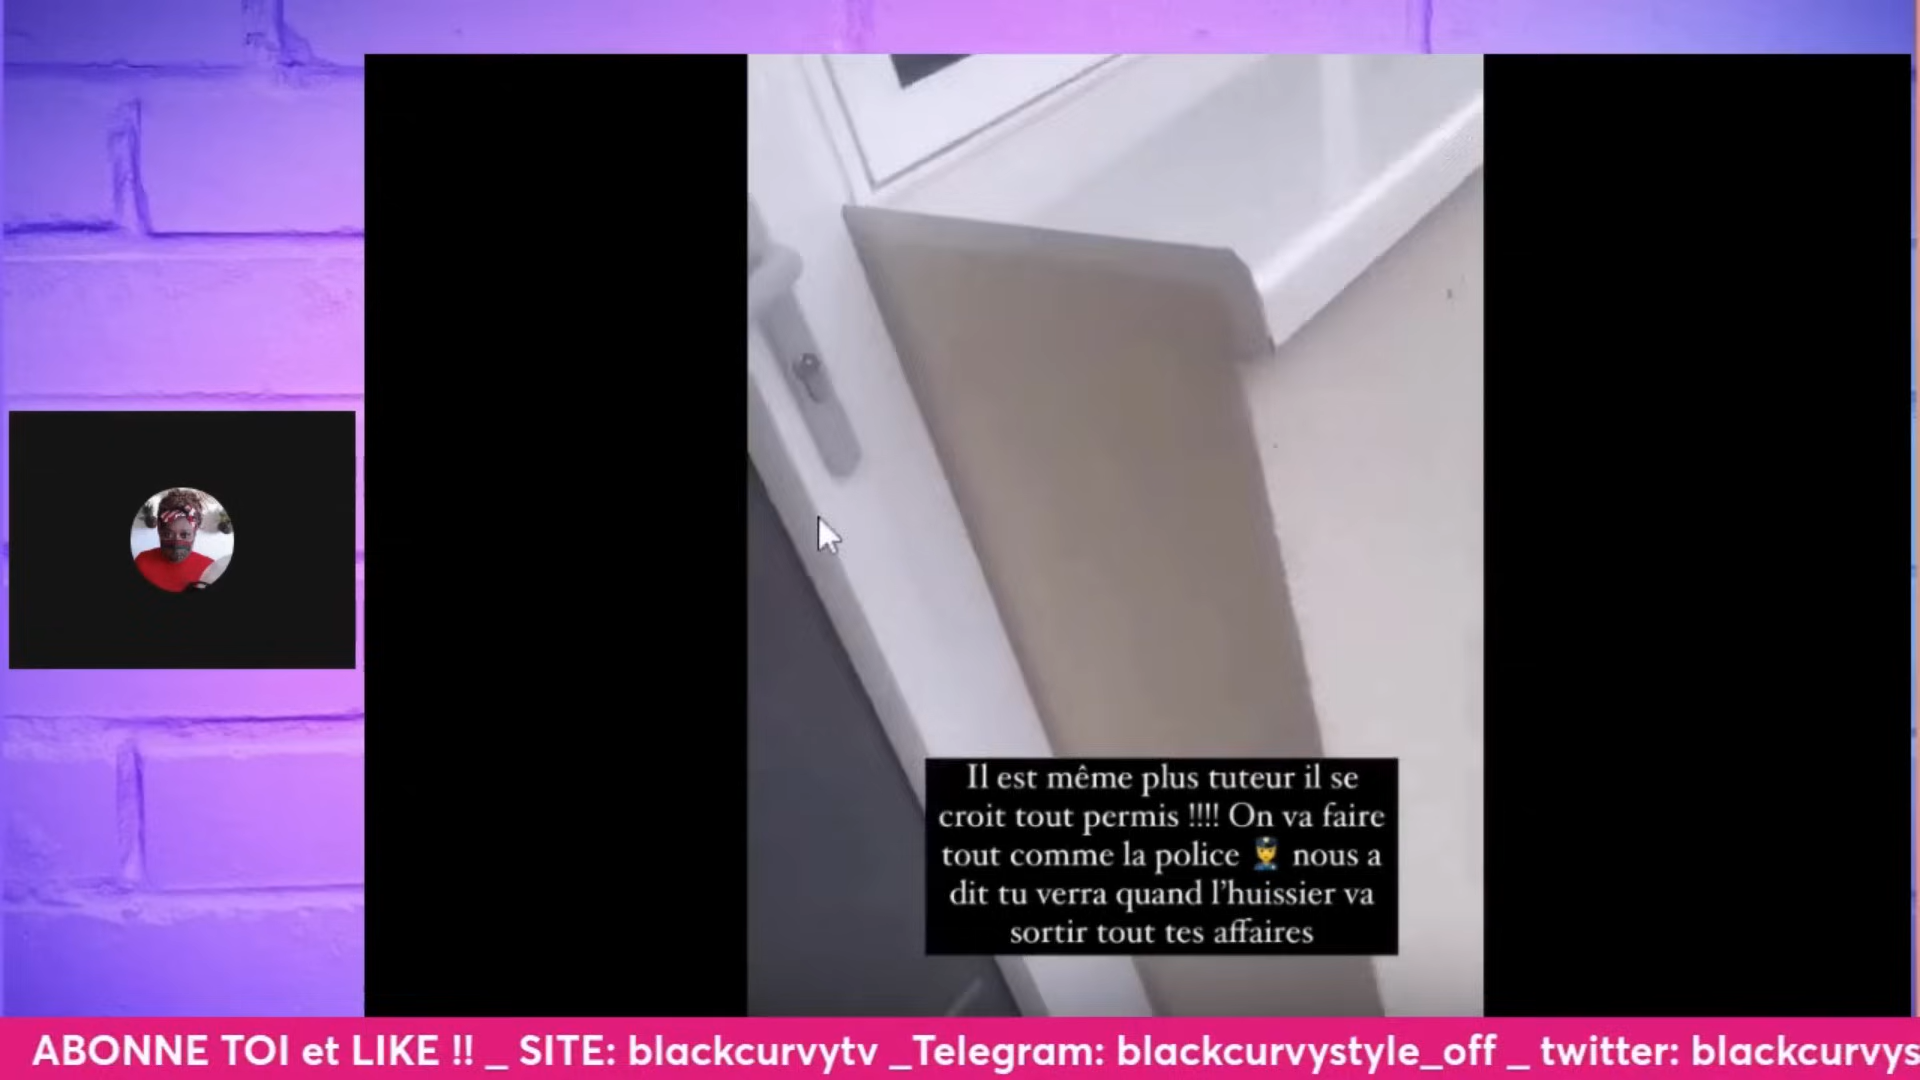 Il est même plus tuteur il se
croit tout permis !!!! On va faire
tout comme la police 👮 nous a
dit tu verra quand l'huissier va
sortir tout tes affaires
ABONNE TOI et LIKE !! _ SITE: blackcurvytv _Telegram: blackcurvystyle_off _ twitter: blackcurvys